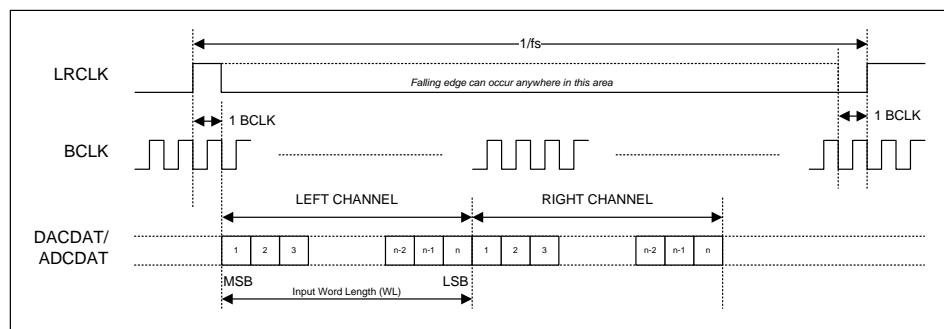 1/fs
LRCLK
Falling edge can occur anywhere in this area
1 BCLK
1 BCLK
BCLK
LEFT CHANNEL
RIGHT CHANNEL
DACDAT/
ADCDAT
1 2 3 n-2 n-1 n 1 2 3 n-2 n-1 n
MSB
LSB
Input Word Length (WL)